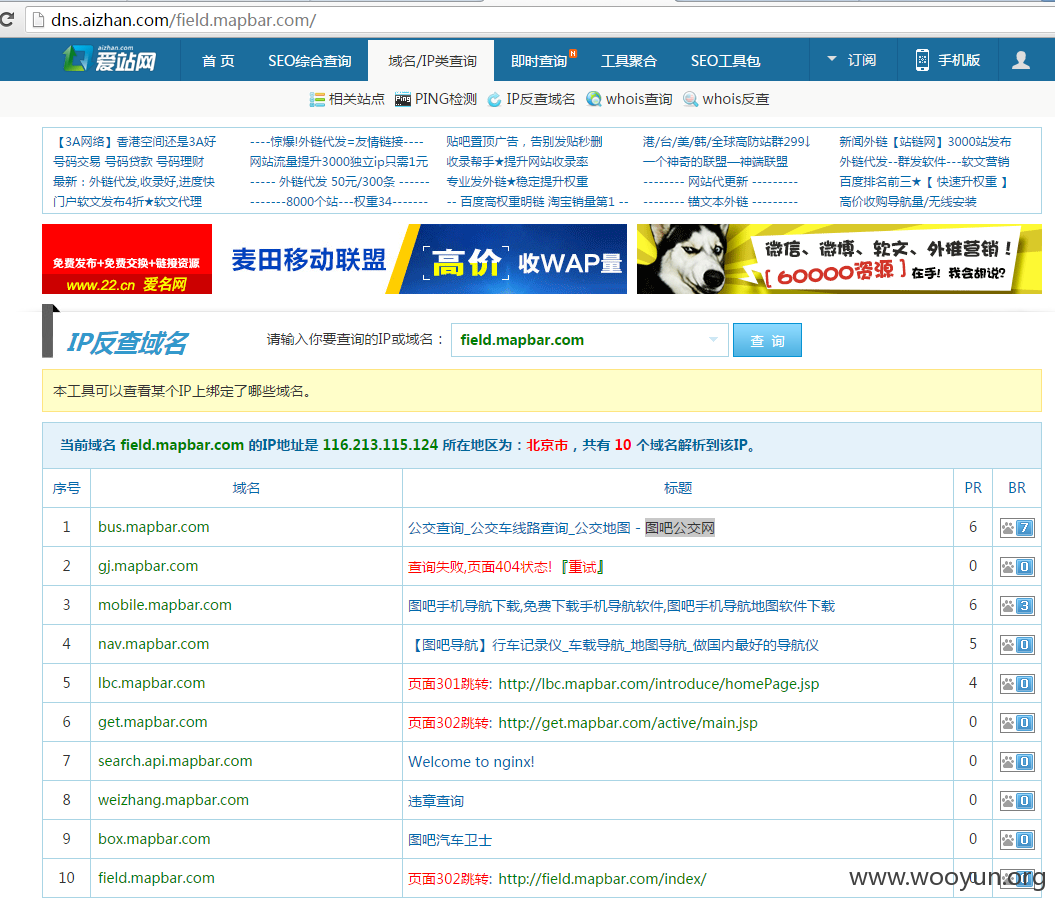 dns.aizhan.com/field.mapbar.com/
aizhan.com
爱站网 首 页 SEO综合查询 域名/IP类查询 即时查询 N 工具聚合 SEO工具包 订阅 手机版
相关站点 Ping PING检测 IP反查域名 whois查询 whois反查
【3A网络】香港空间还是3A好 ----惊爆!外链代发=友情链接---- 贴吧置顶广告，告别发贴秒删 港/台/美/韩/全球高防站群299↓ 新闻外链【站链网】3000站发布
号码交易 号码贷款 号码理财 网站流量提升3000独立ip只需1元 收录帮手★提升网站收录率 一个神奇的联盟—神端联盟 外链代发--群发软件---软文营销
最新：外链代发,收录好,进度快 ----- 外链代发 50元/300条 ------ 专业发外链★稳定提升权重 -------- 网站代更新 --------- 百度排名前三★【 快速升权重 】
门户软文发布4折★软文代理 -------8000个站---权重34------- -- 百度高权重明链 淘宝销量第1 -- -------- 锚文本外链 --------- 高价收购导航量/无线安装
免费发布+免费交换+链接资源
www.22.cn 爱名网
麦田移动联盟 高价 收WAP量
微信、微博、软文、外推营销！
[ 60000资源 ] 在手！我含胡说?
IP反查域名 请输入你要查询的IP或域名： field.mapbar.com 查 询
本工具可以查看某个IP上绑定了哪些域名。
当前域名 field.mapbar.com 的IP地址是 116.213.115.124 所在地区为：北京市，共有 10 个域名解析到该IP。
序号 域名 标题 PR BR
1 bus.mapbar.com 公交查询_公交车线路查询_公交地图 - 图吧公交网 6 7
2 gj.mapbar.com 查询失败,页面404状态!『重试』 0 0
3 mobile.mapbar.com 图吧手机导航下载,免费下载手机导航软件,图吧手机导航地图软件下载 6 3
4 nav.mapbar.com 【图吧导航】行车记录仪_车载导航_地图导航_做国内最好的导航仪 5 0
5 lbc.mapbar.com 页面301跳转: http://lbc.mapbar.com/introduce/homePage.jsp 4 0
6 get.mapbar.com 页面302跳转: http://get.mapbar.com/active/main.jsp 0 0
7 search.api.mapbar.com Welcome to nginx! 0 0
8 weizhang.mapbar.com 违章查询 0 0
9 box.mapbar.com 图吧汽车卫士 0 0
10 field.mapbar.com 页面302跳转: http://field.mapbar.com/index/ 0
www.wooyun.org